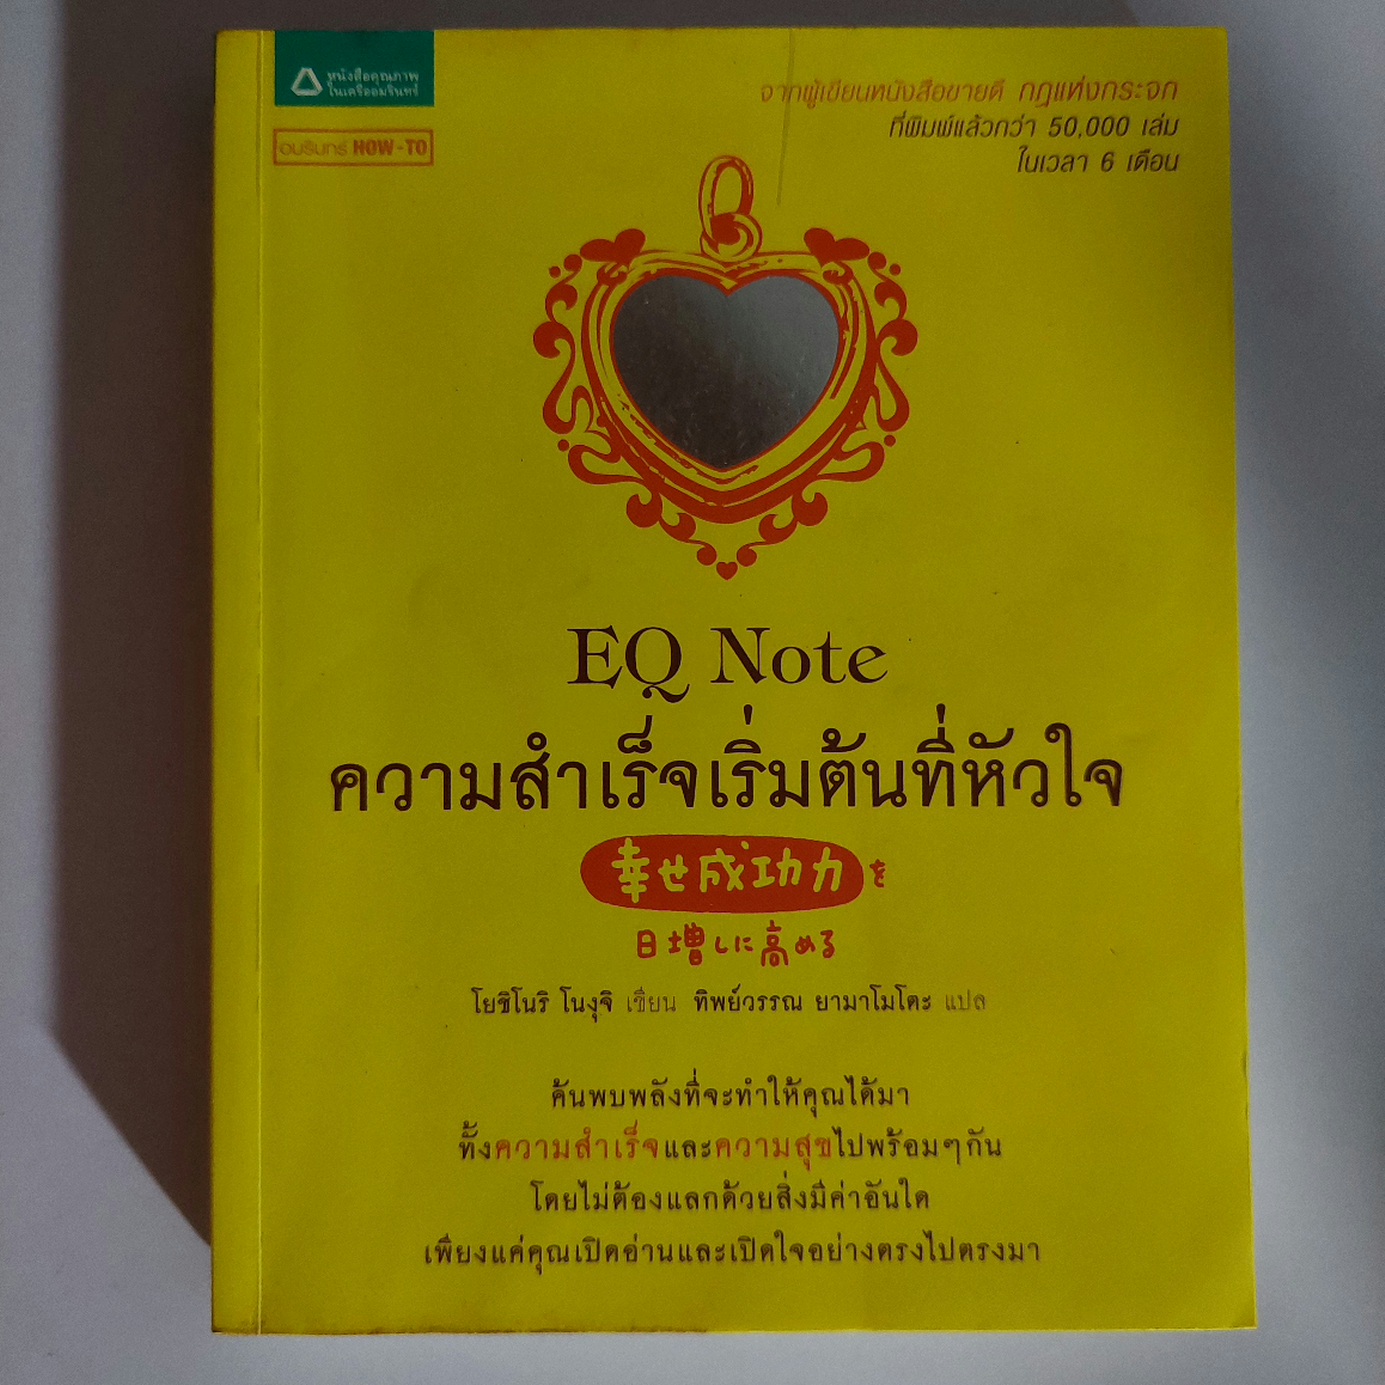 หนังสือคุณภาพ
ในเครืออมรินทร์
อมรินทร์ HOW-TO
จากผู้เขียนหนังสือขายดี กฎแห่งกระจก
ที่พิมพ์แล้วกว่า 50,000 เล่ม
ในเวลา 6 เดือน
EQ Note
ความสำเร็จเริ่มต้นที่หัวใจ
幸せ成功力を
日増しに高める
โยชิโนริ โนงุจิ เขียน ทิพย์วรรณ ยามาโมโตะ แปล
ค้นพบพลังที่จะทำให้คุณได้มา
ทั้งความสำเร็จและความสุขไปพร้อมๆกัน
โดยไม่ต้องแลกด้วยสิ่งมีค่าอันใด
เพียงแค่คุณเปิดอ่านและเปิดใจอย่างตรงไปตรงมา